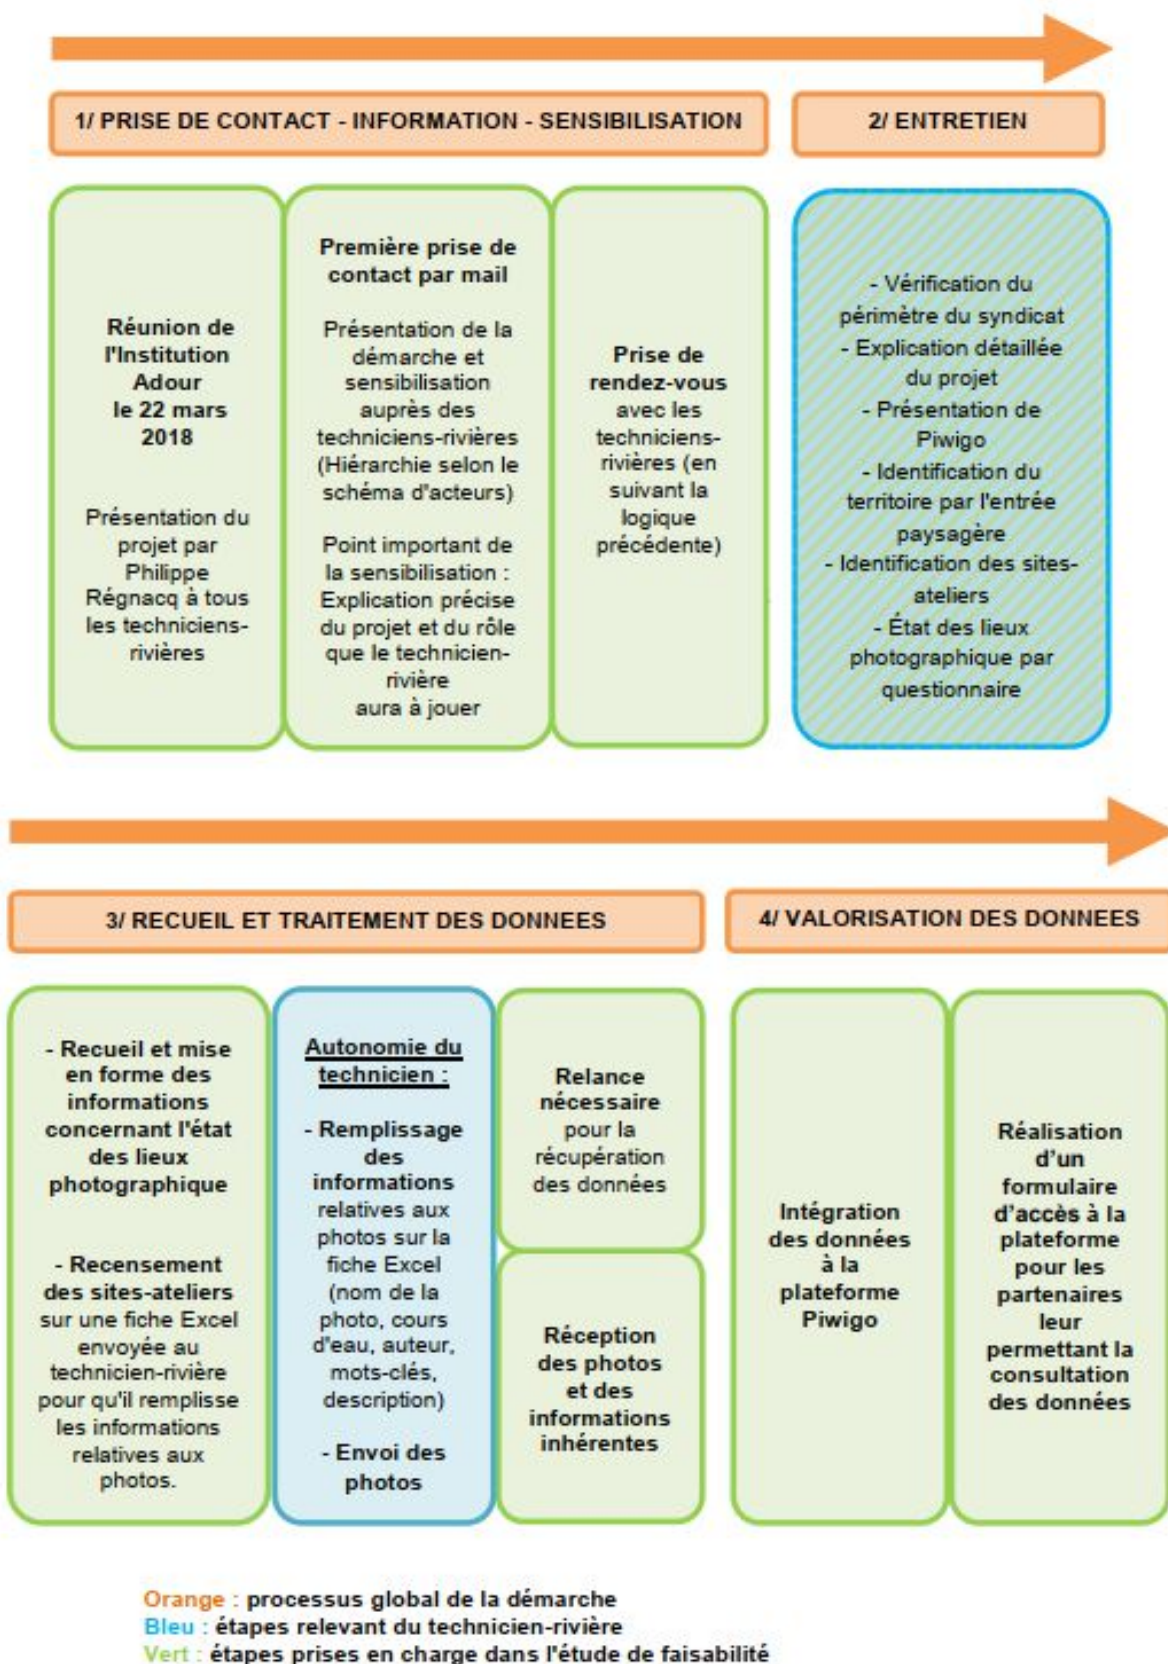 1/ PRISE DE CONTACT - INFORMATION - SENSIBILISATION
2/ ENTRETIEN
Réunion de
l'Institution
Adour
le 22 mars
2018
Présentation du
projet par
Philippe
Régnacq à tous
les techniciens-
rivières
Première prise de
contact par mail
Présentation de la
démarche et
sensibilisation
auprès des
techniciens-rivières
(Hiérarchie selon le
schéma d'acteurs)
Point important de
la sensibilisation :
Explication précise
du projet et du rôle
que le technicien-
rivière
aura à jouer
Prise de
rendez-vous
avec les
techniciens-
rivières (en
suivant la
logique
précédente)
- Vérification du
périmètre du syndicat
- Explication détaillée
du projet
- Présentation de
Piwigo
- Identification du
territoire par l'entrée
paysagère
- Identification des sites-
ateliers
- État des lieux
photographique par
questionnaire
3/ RECUEIL ET TRAITEMENT DES DONNEES
4/ VALORISATION DES DONNEES
- Recueil et mise
en forme des
informations
concernant l'état
des lieux
photographique
- Recensement
des sites-ateliers
sur une fiche Excel
envoyée au
technicien-rivière
pour qu'il remplisse
les informations
relatives aux
photos.
Autonomie du
technicien :
- Remplissage
des
informations
relatives aux
photos sur la
fiche Excel
(nom de la
photo, cours
d'eau, auteur,
mots-clés,
description)
- Envoi des
photos
Relance
nécessaire
pour la
récupération
des données
Réception
des photos
et des
informations
inhérentes
Intégration
des données
à la
plateforme
Piwigo
Réalisation
d’un
formulaire
d’accès à la
plateforme
pour les
partenaires
leur
permettant la
consultation
des données
Orange : processus global de la démarche
Bleu : étapes relevant du technicien-rivière
Vert : étapes prises en charge dans l'étude de faisabilité